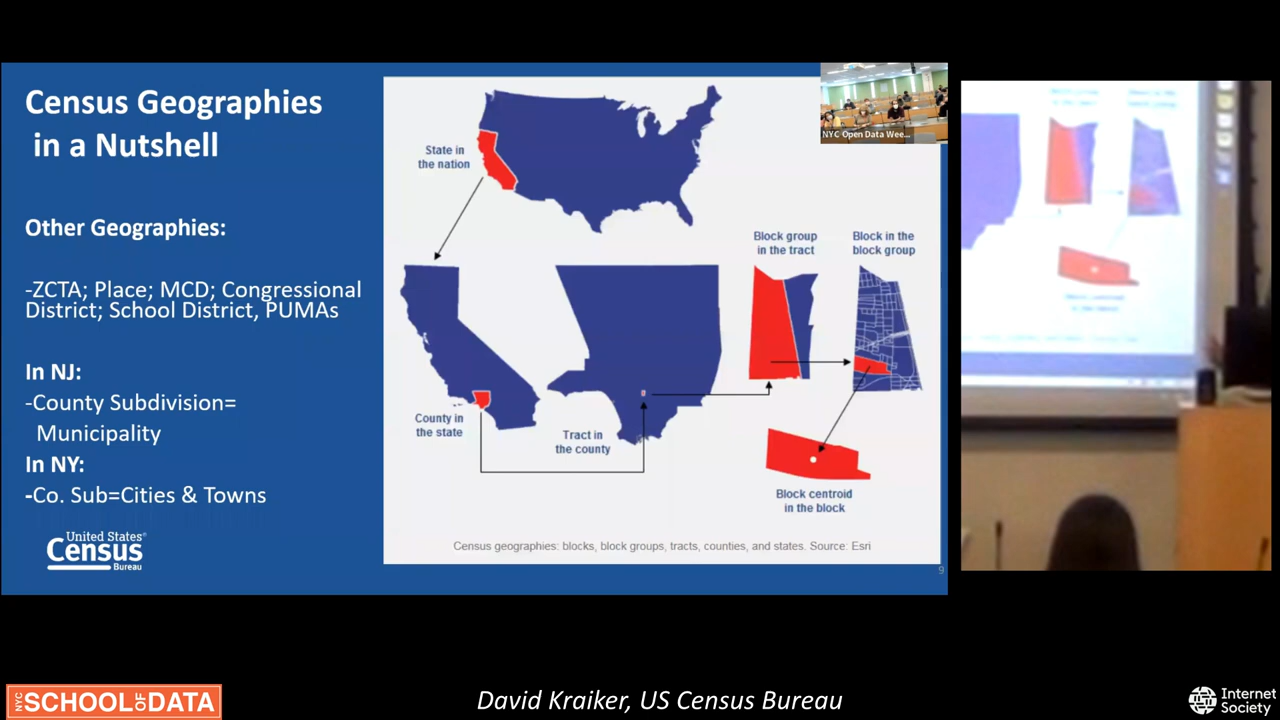 Census Geographies
in a Nutshell
Other Geographies:
-ZCTA; Place; MCD; Congressional
District; School District, PUMAs
In NJ:
-County Subdivision=
Municipality
In NY:
-Co. Sub=Cities & Towns
United States®
Census
Bureau
State in
the nation
County in
the state
Tract in
the county
Block group
in the tract
Block in the
block group
Block centroid
in the block
Census geographies: blocks, block groups, tracts, counties, and states. Source: Esri
NYC Open Data Wee...
9
NYC SCHOOL OF DATA
David Kraiker, US Census Bureau
Internet
Society